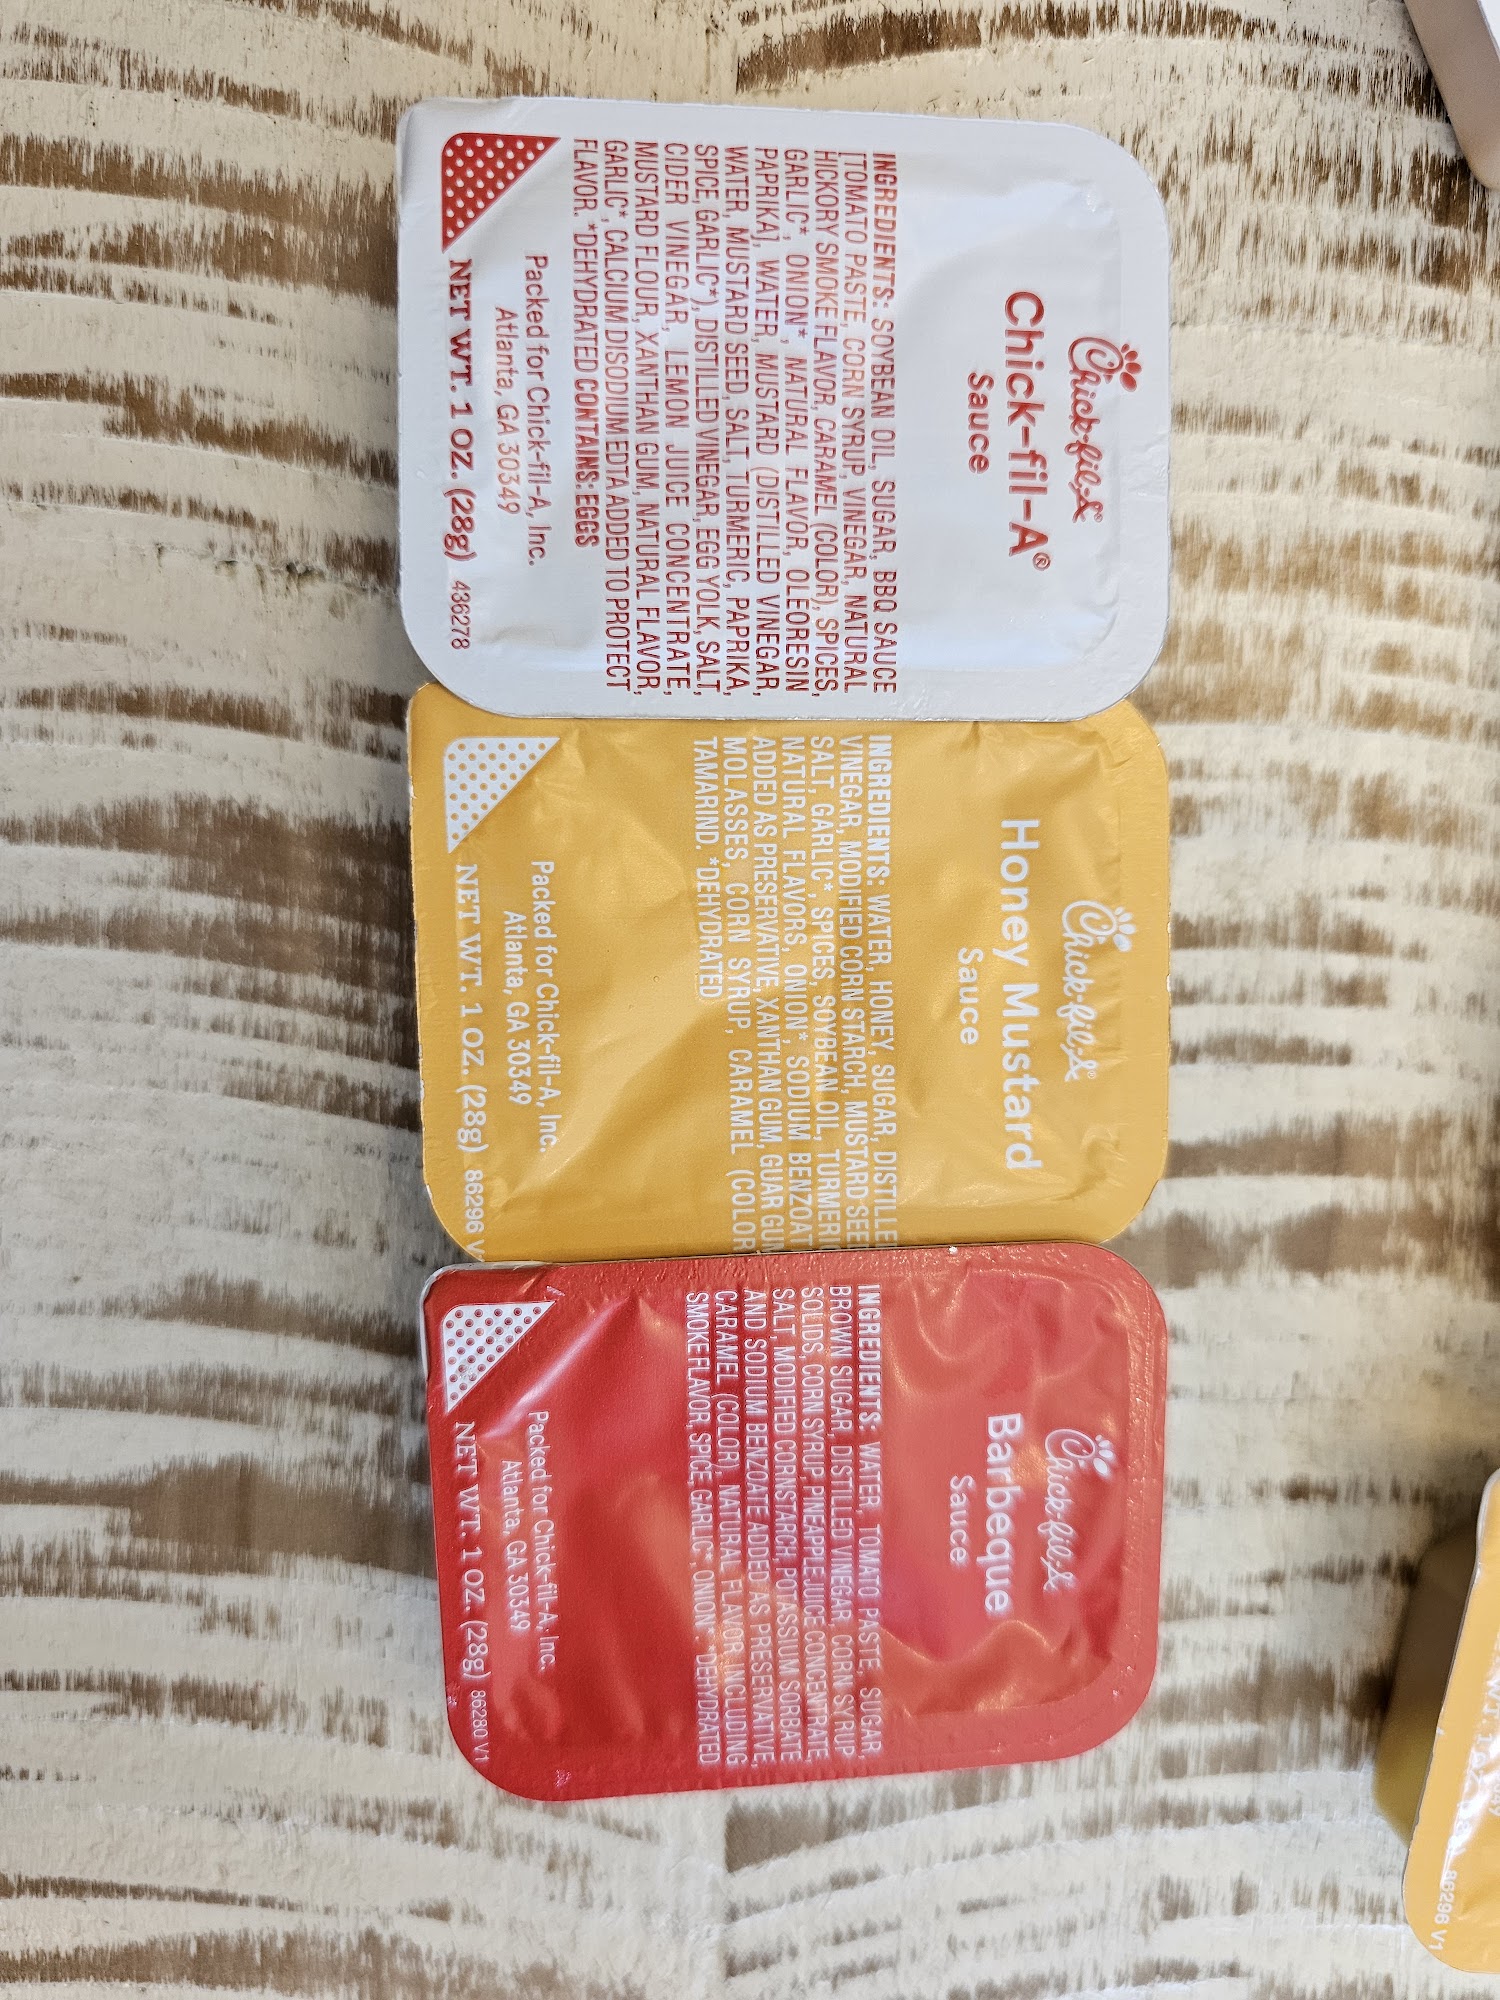 Chick-fil-A®
Chick-fil-A®
Sauce
INGREDIENTS: SOYBEAN OIL, SUGAR, BBQ SAUCE
[TOMATO PASTE, CORN SYRUP, VINEGAR, NATURAL
HICKORY SMOKE FLAVOR, CARAMEL (COLOR), SPICES,
GARLIC*, ONION*, NATURAL FLAVOR, OLEORESIN
PAPRIKA], WATER, MUSTARD (DISTILLED VINEGAR,
WATER, MUSTARD SEED, SALT, TURMERIC, PAPRIKA,
SPICE, GARLIC*), DISTILLED VINEGAR, EGG YOLK, SALT,
CIDER VINEGAR, LEMON JUICE CONCENTRATE,
MUSTARD FLOUR, XANTHAN GUM, NATURAL FLAVOR,
GARLIC*, CALCIUM DISODIUM EDTA ADDED TO PROTECT
FLAVOR. *DEHYDRATED CONTAINS: EGGS
Packed for Chick-fil-A, Inc.
Atlanta, GA 30349
NET WT. 1 OZ. (28g) 436278
Chick-fil-A®
Honey Mustard
Sauce
INGREDIENTS: WATER, HONEY, SUGAR, DISTILLE
VINEGAR, MODIFIED CORN STARCH, MUSTARD SEE
SALT, GARLIC*, SPICES, SOYBEAN OIL, TURMERI
NATURAL FLAVORS, ONION*, SODIUM BENZOAT
ADDED AS PRESERVATIVE, XANTHAN GUM, GUAR GUM
MOLASSES, CORN SYRUP, CARAMEL (COLOR
TAMARIND. *DEHYDRATED
Packed for Chick-fil-A, Inc.
Atlanta, GA 30349
NET WT. 1 OZ. (28g) 86296 V
Chick-fil-A
Barbeque
Sauce
INGREDIENTS: WATER, TOMATO PASTE, SUGAR,
BROWN SUGAR, DISTILLED VINEGAR, CORN SYRUP
SOLIDS, CORN SYRUP, PINEAPPLE JUICE CONCENTRATE,
SALT, MODIFIED CORNSTARCH, POTASSIUM SORBATE
AND SODIUM BENZOATE ADDED AS PRESERVATIVE,
CARAMEL (COLOR), NATURAL FLAVOR INCLUDING
SMOKE FLAVOR, SPICE, GARLIC*, ONION*. *DEHYDRATED
Packed for Chick-fil-A, Inc.
Atlanta, GA 30349
NET WT. 1 OZ. (28g) 86280 V1
86296 V1